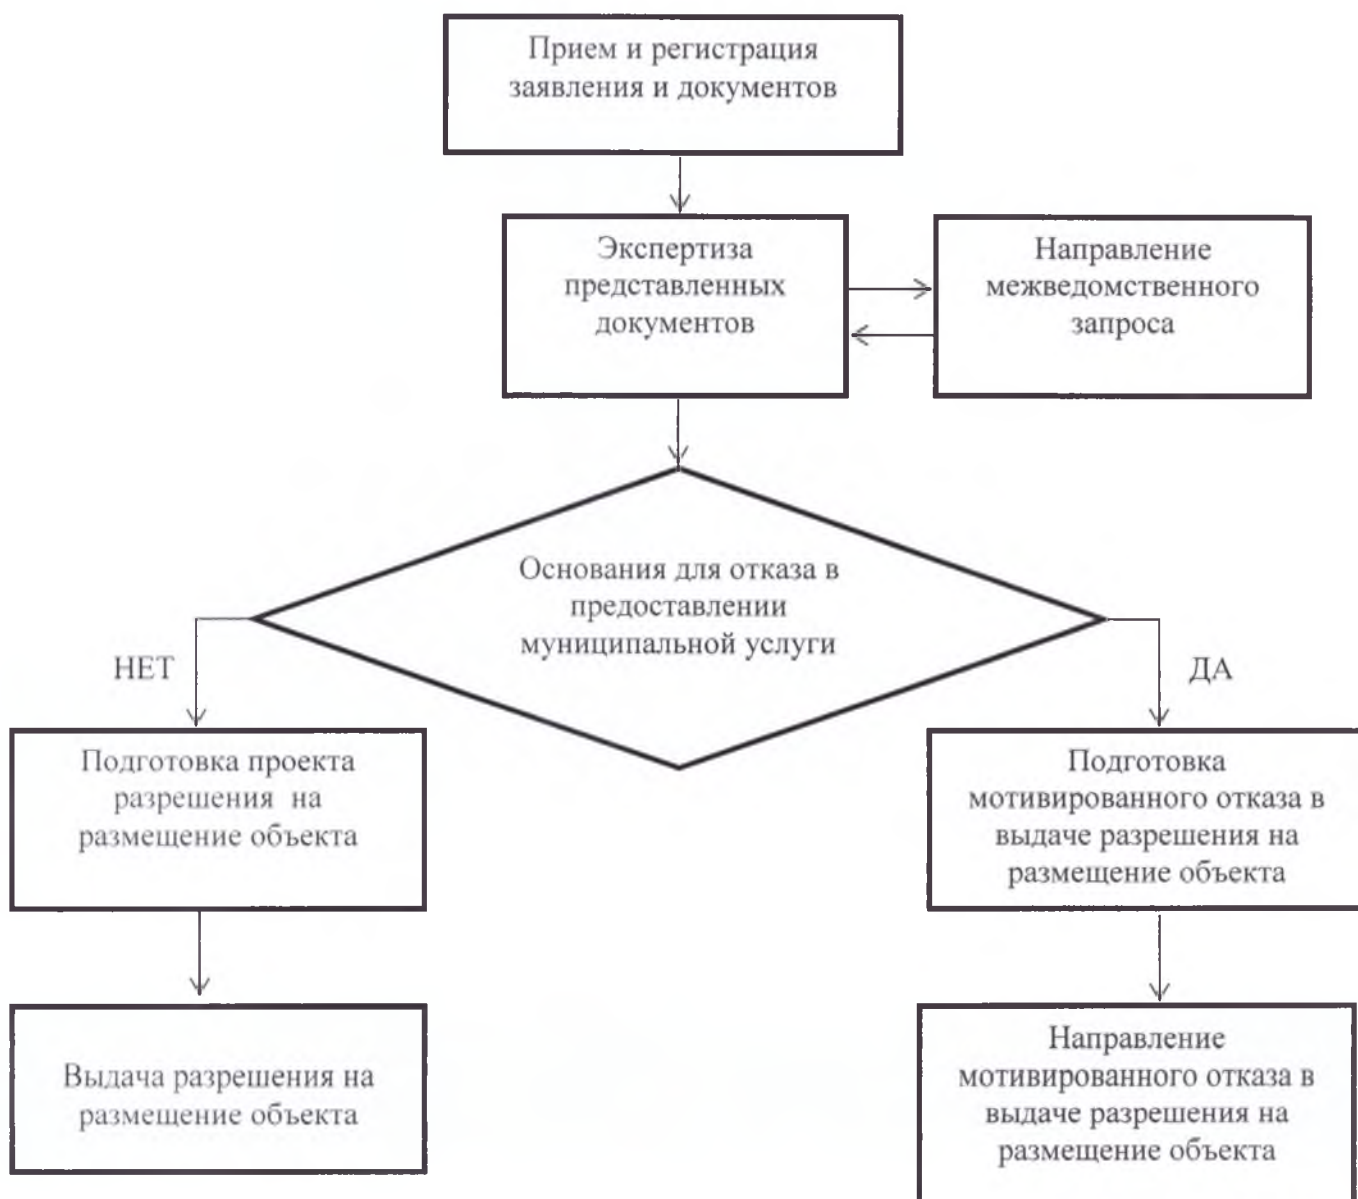 Прием и регистрация
заявления и документов
Экспертиза
представленных
документов
Направление
межведомственного
запроса
Основания для отказа в
предоставлении
муниципальной услуги
НЕТ
ДА
Подготовка проекта
разрешения на
размещение объекта
Подготовка
мотивированного отказа в
выдаче разрешения на
размещение объекта
Выдача разрешения на
размещение объекта
Направление
мотивированного отказа в
выдаче разрешения на
размещение объекта